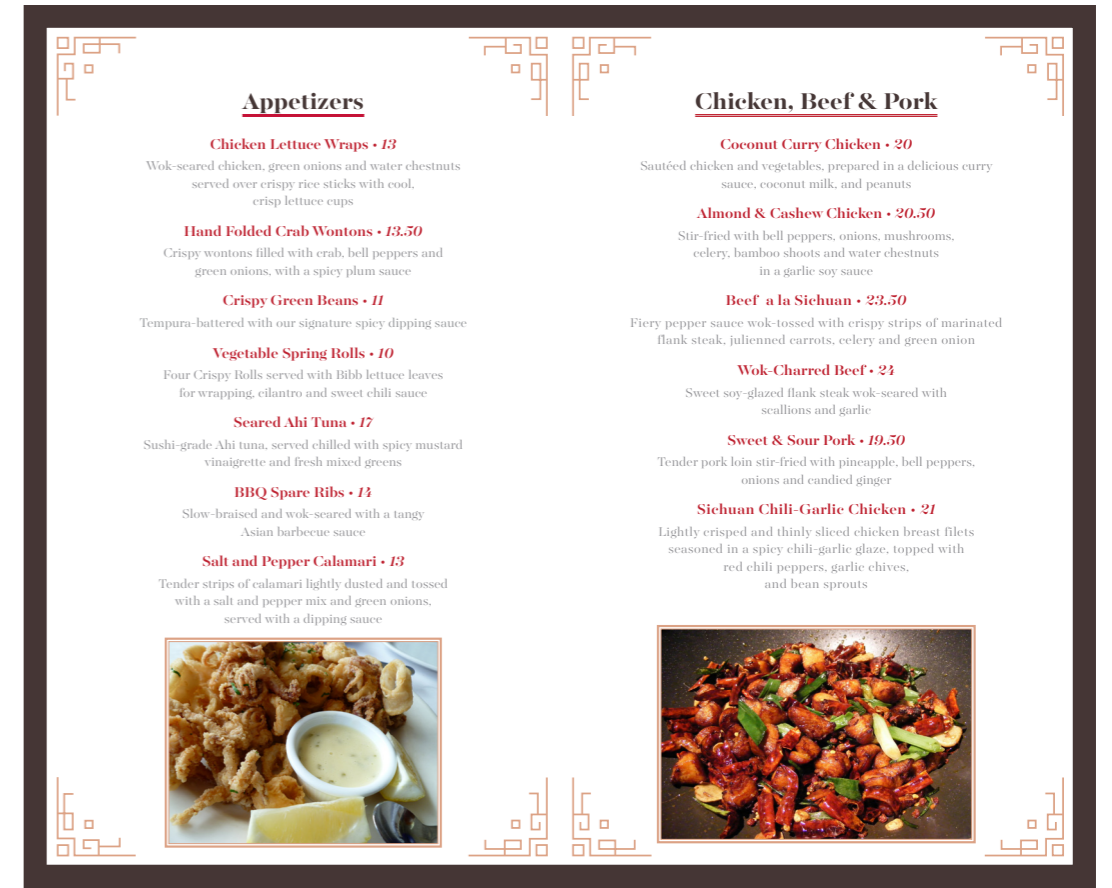 Appetizers
Chicken Lettuce Wraps • 13
Wok-seared chicken, green onions and water chestnuts
served over crispy rice sticks with cool,
crisp lettuce cups
Hand Folded Crab Wontons • 13.50
Crispy wontons filled with crab, bell peppers and
green onions, with a spicy plum sauce
Crispy Green Beans • 11
Tempura-battered with our signature spicy dipping sauce
Vegetable Spring Rolls • 10
Four Crispy Rolls served with Bibb lettuce leaves
for wrapping, cilantro and sweet chili sauce
Seared Ahi Tuna • 17
Sushi-grade Ahi tuna, served chilled with spicy mustard
vinaigrette and fresh mixed greens
BBQ Spare Ribs • 14
Slow-braised and wok-seared with a tangy
Asian barbecue sauce
Salt and Pepper Calamari • 13
Tender strips of calamari lightly dusted and tossed
with a salt and pepper mix and green onions,
served with a dipping sauce
Chicken, Beef & Pork
Coconut Curry Chicken • 20
Sautéed chicken and vegetables, prepared in a delicious curry
sauce, coconut milk, and peanuts
Almond & Cashew Chicken • 20.50
Stir-fried with bell peppers, onions, mushrooms,
celery, bamboo shoots and water chestnuts
in a garlic soy sauce
Beef a la Sichuan • 23.50
Fiery pepper sauce wok-tossed with crispy strips of marinated
flank steak, julienned carrots, celery and green onion
Wok-Charred Beef • 24
Sweet soy-glazed flank steak wok-seared with
scallions and garlic
Sweet & Sour Pork • 19.50
Tender pork loin stir-fried with pineapple, bell peppers,
onions and candied ginger
Sichuan Chili-Garlic Chicken • 21
Lightly crisped and thinly sliced chicken breast filets
seasoned in a spicy chili-garlic glaze, topped with
red chili peppers, garlic chives,
and bean sprouts